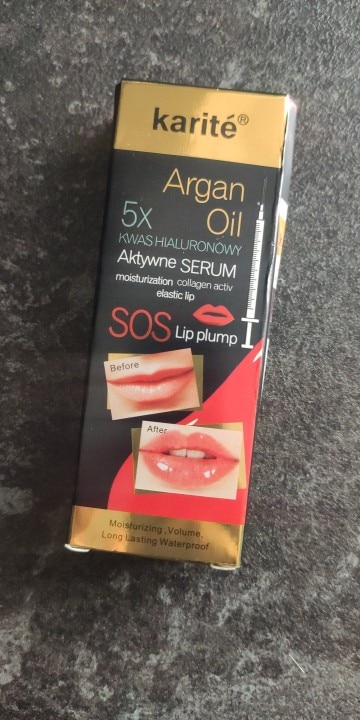 karité®
Argan
Oil
5X
KWAS HIALURONOWY
Aktywne SERUM
moisturization collagen activ
elastic lip
SOS Lip plump
Before
After
Moisturizing ,Volume,
Long Lasting Waterproof